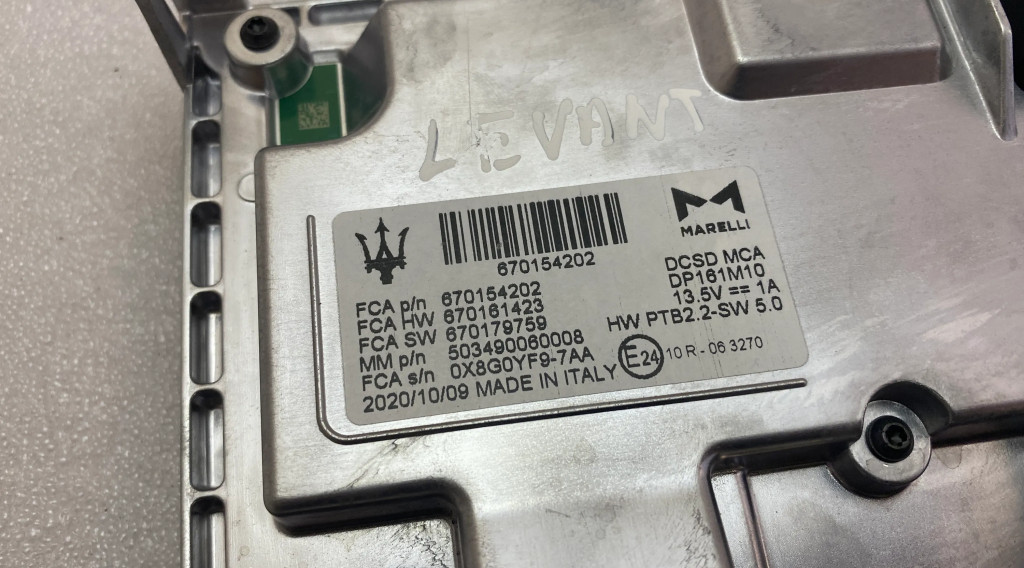 LEVANT
670154202
MARELLI
FCA p/n 670154202
FCA HW 670161423
FCA SW 670179759
MM p/n 503490060008
FCA s/n 0X8G0YF9-7AA
2020/10/09 MADE IN ITALY
DCSD MCA
DP161M10
13.5V ⎓ 1A
HW PTB2.2-SW 5.0
E24 10 R - 06 3270